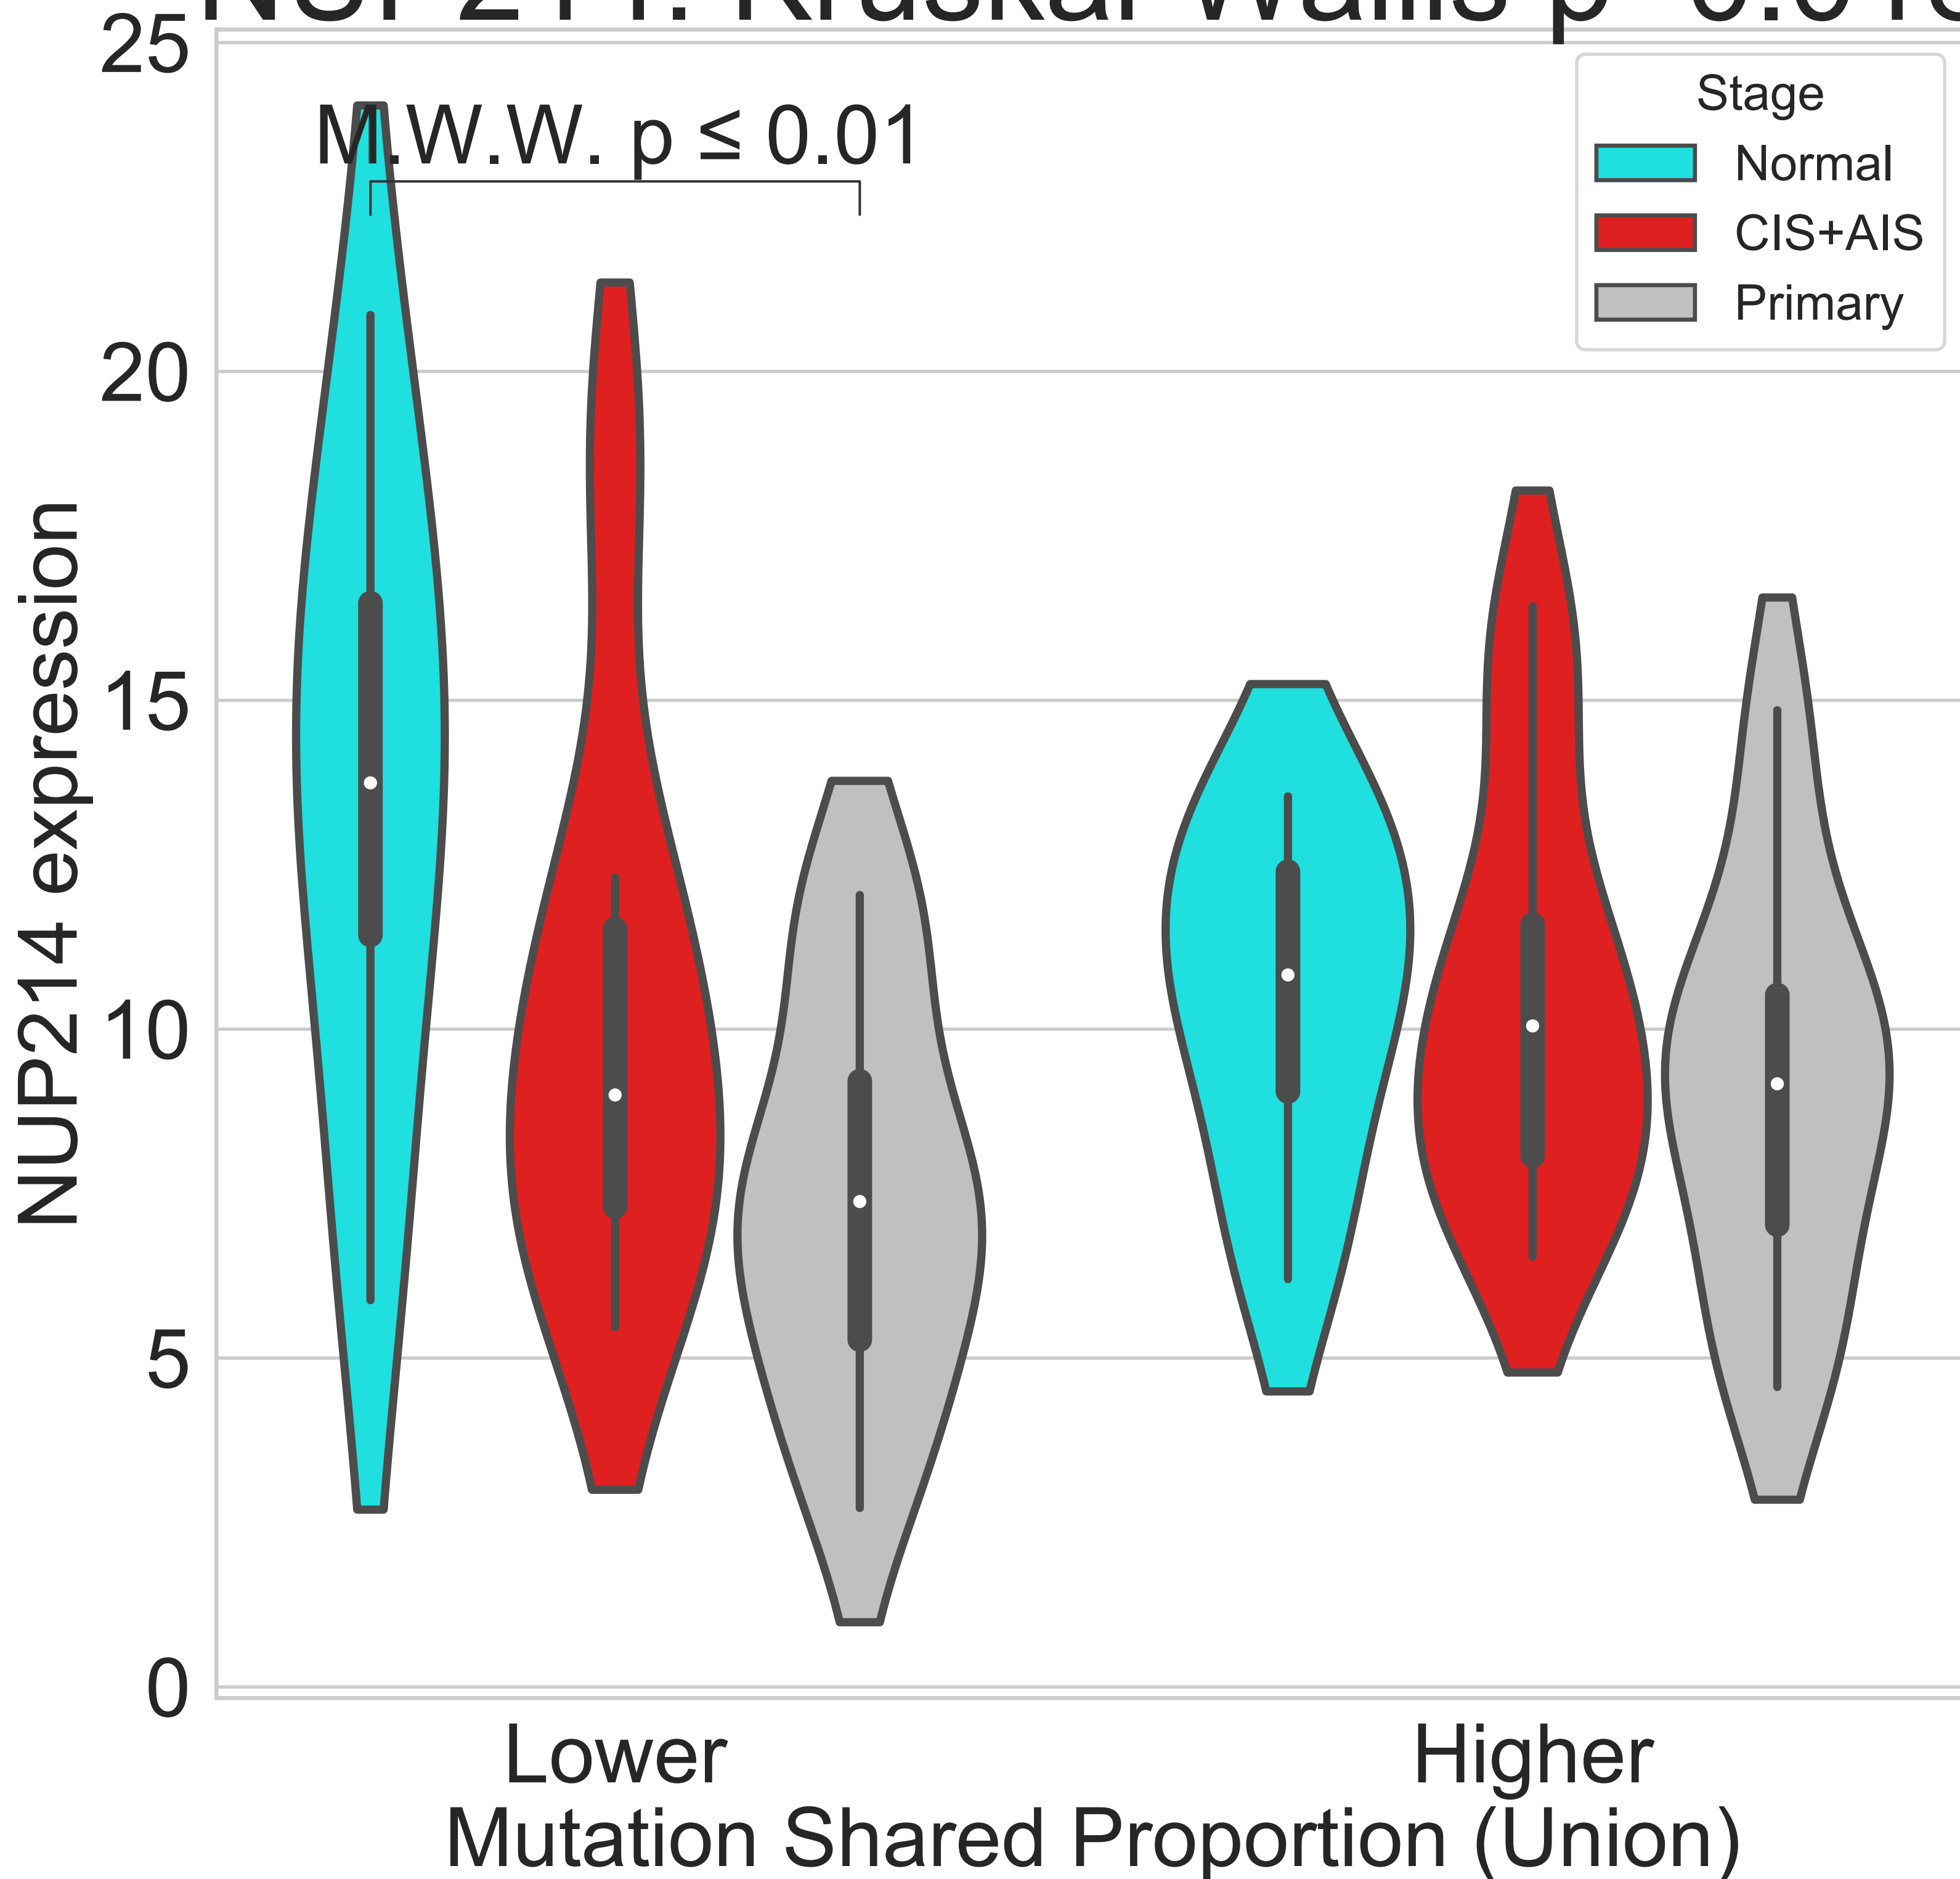 25
20
15
10
5
0
NUP214 expression
M.W.W. p ≤ 0.01
Stage
Normal
CIS+AIS
Primary
Lower
Higher
Mutation Shared Proportion (Union)